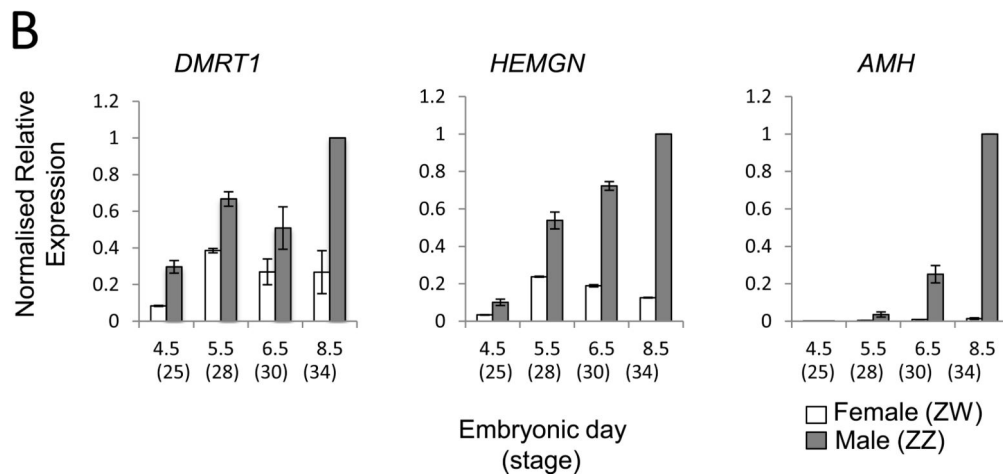 B
DMRT1
HEMGN
AMH
Normalised Relative
Expression
1.2
1
0.8
0.6
0.4
0.2
0
4.5 5.5 6.5 8.5
(25) (28) (30) (34)
1.2
1
0.8
0.6
0.4
0.2
0
4.5 5.5 6.5 8.5
(25) (28) (30) (34)
1.2
1
0.8
0.6
0.4
0.2
0
4.5 5.5 6.5 8.5
(25) (28) (30) (34)
Embryonic day
(stage)
Female (ZW)
Male (ZZ)